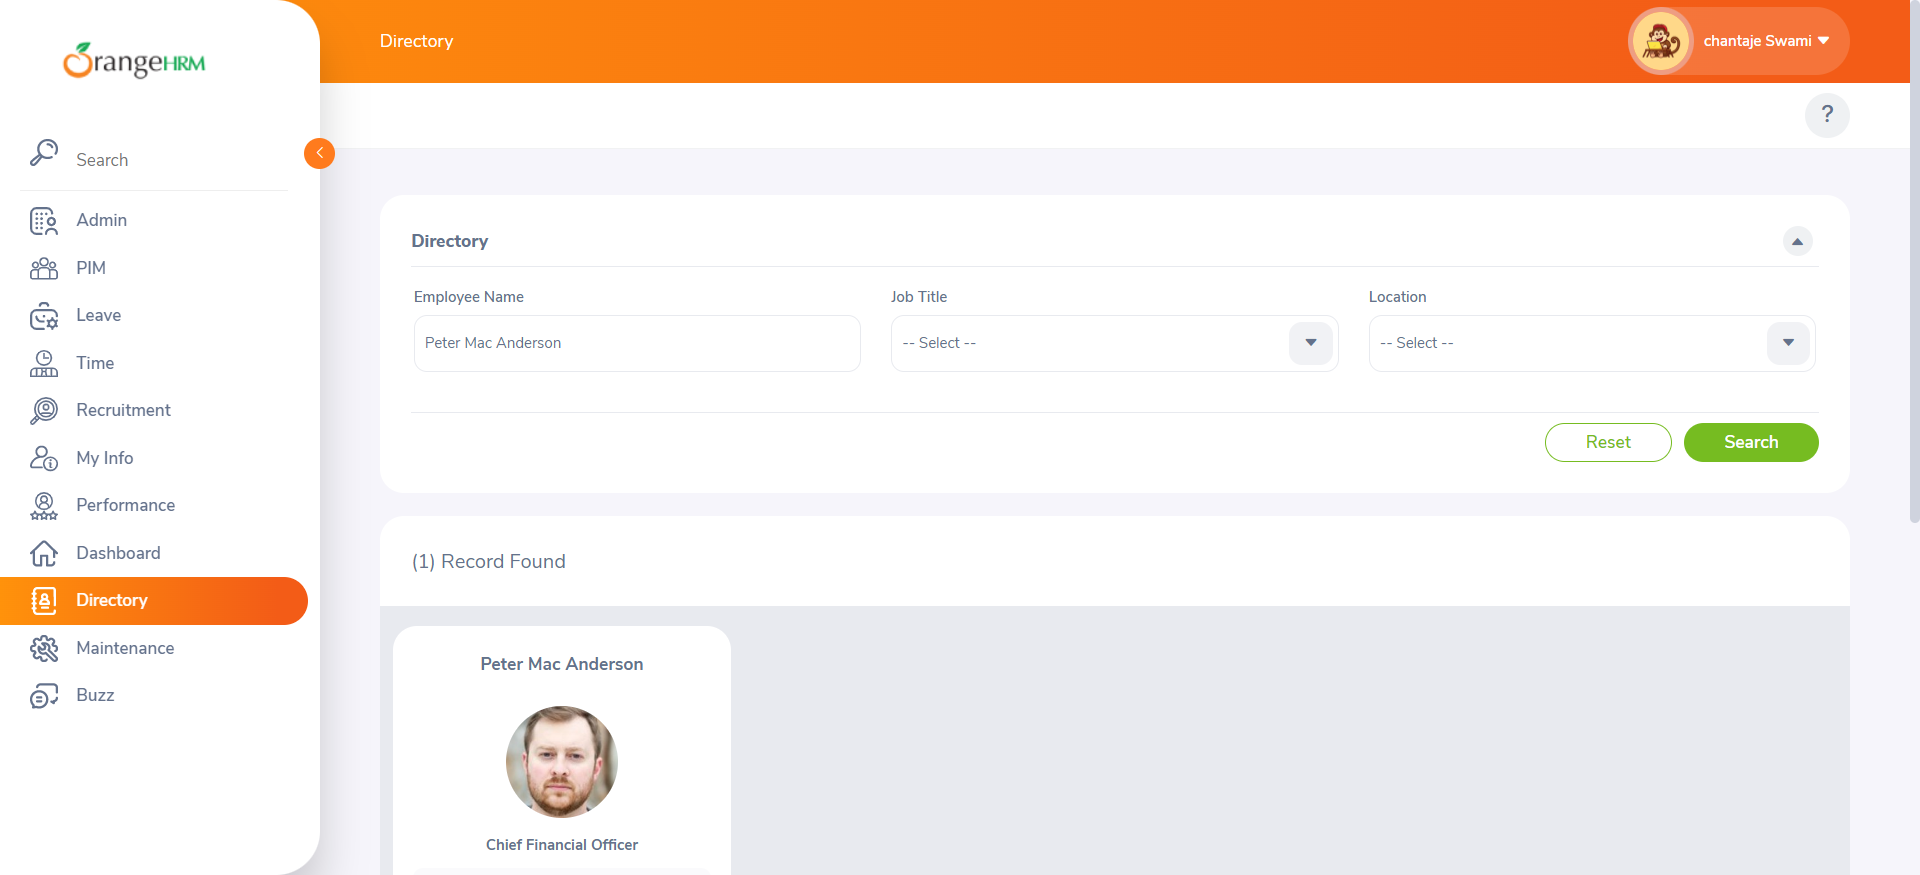 OrangeHRM
Directory
chantaje Swami
?
Search
Admin
PIM
Leave
Time
Recruitment
My Info
Performance
Dashboard
Directory
Maintenance
Buzz
Directory
Employee Name
Job Title
Location
Peter Mac Anderson
-- Select --
-- Select --
Reset
Search
(1) Record Found
Peter Mac Anderson
Chief Financial Officer